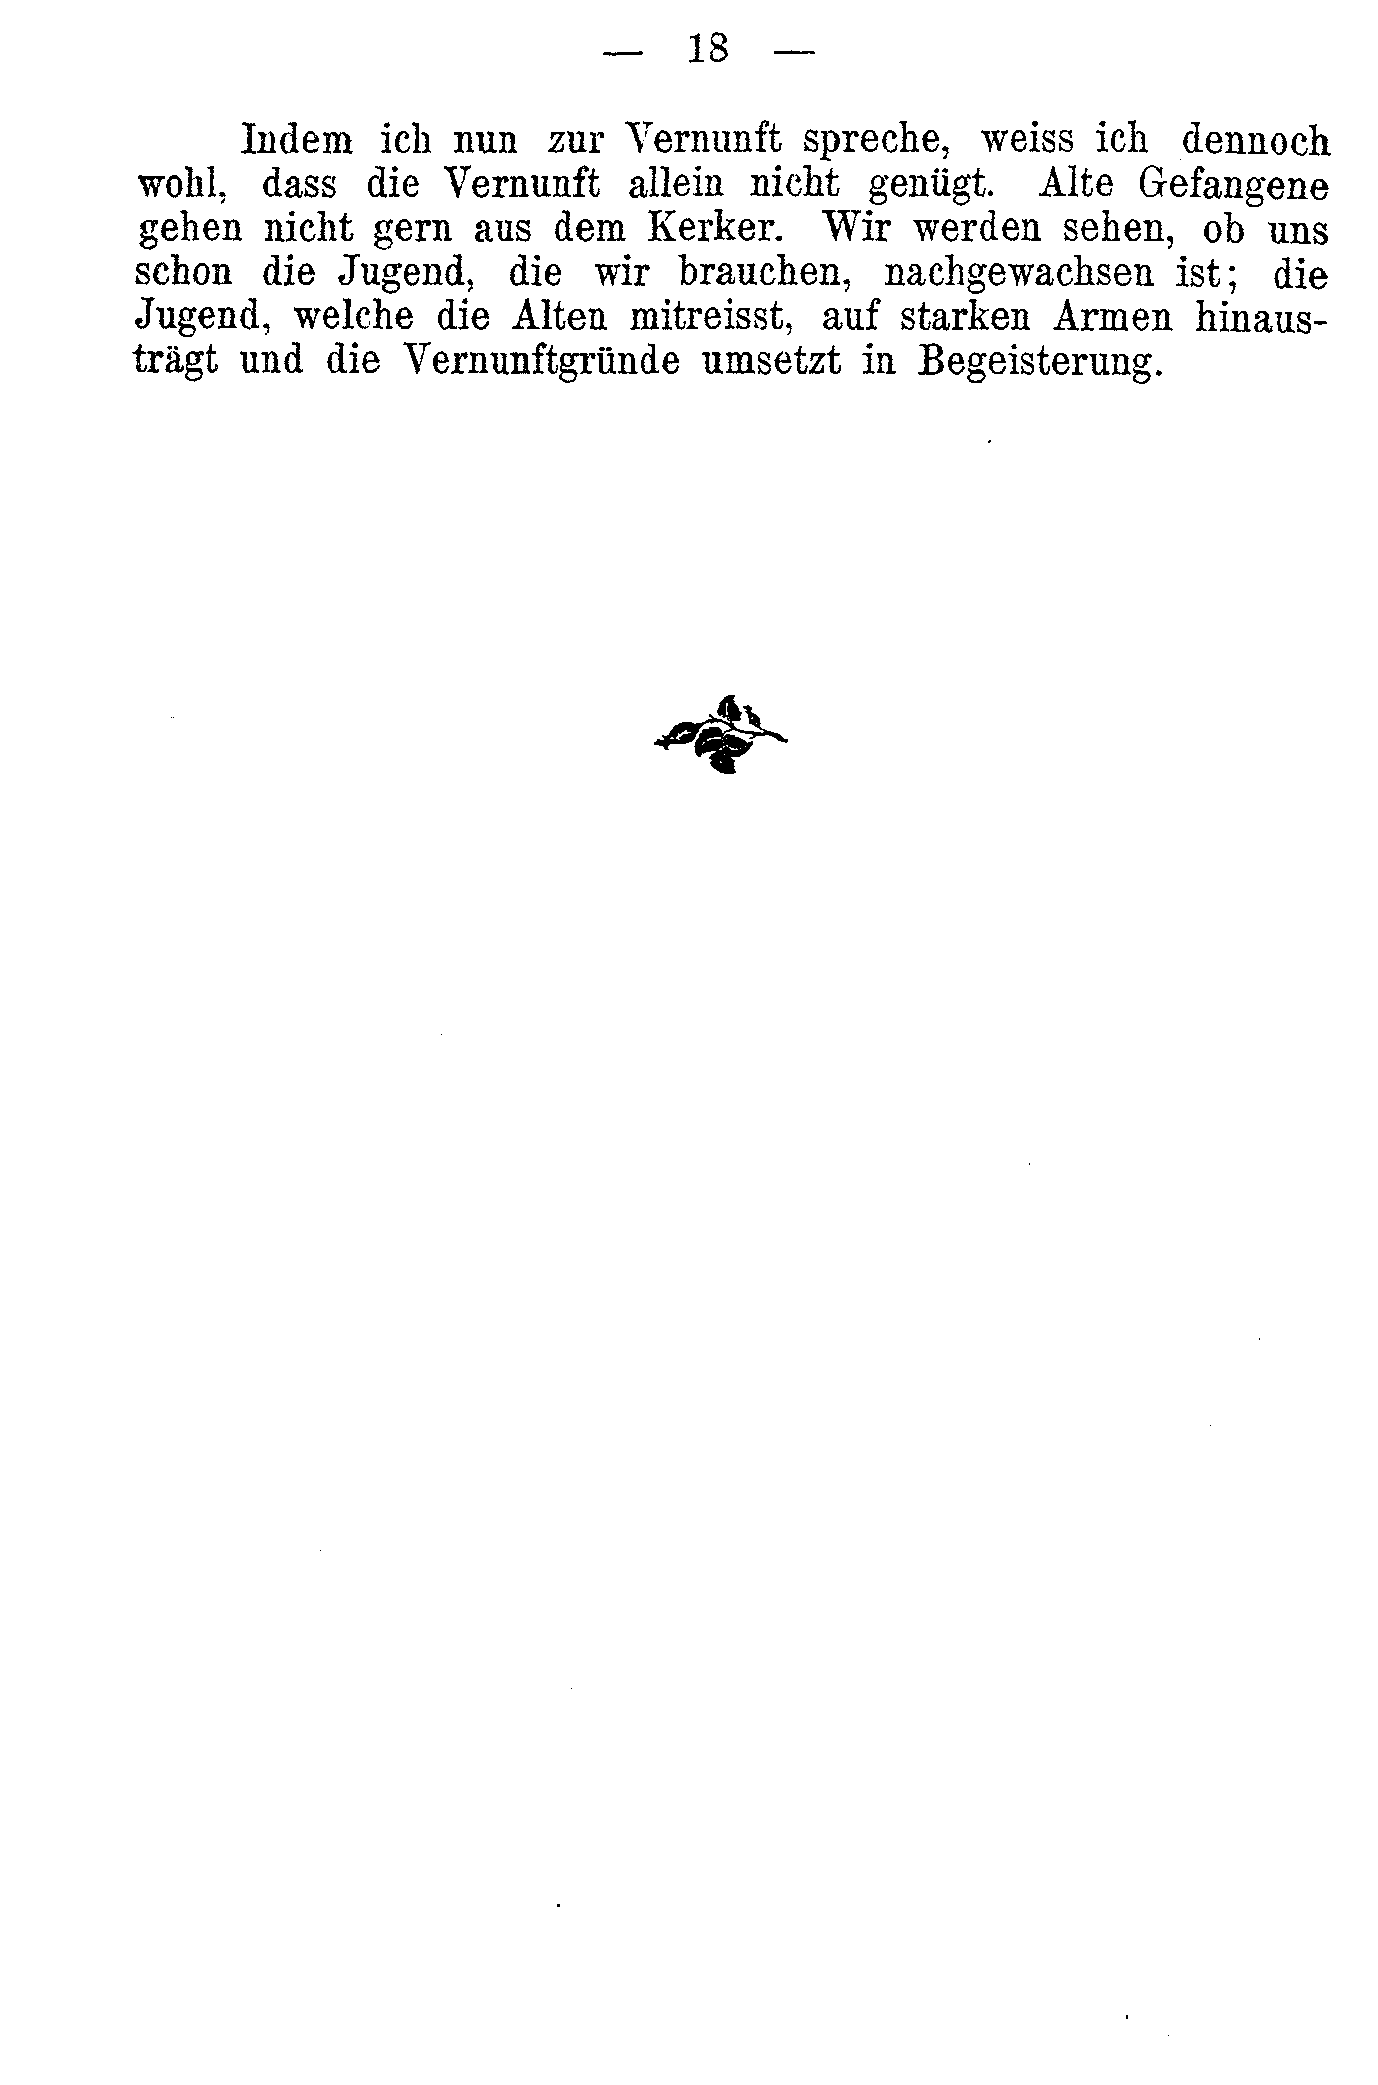 — 18 —
Indem ich nun zur Vernunft spreche, weiss ich dennoch
wohl, dass die Vernunft allein nicht genügt. Alte Gefangene
gehen nicht gern aus dem Kerker. Wir werden sehen, ob uns
schon die Jugend, die wir brauchen, nachgewachsen ist; die
Jugend, welche die Alten mitreisst, auf starken Armen hinaus-
trägt und die Vernunftgründe umsetzt in Begeisterung.